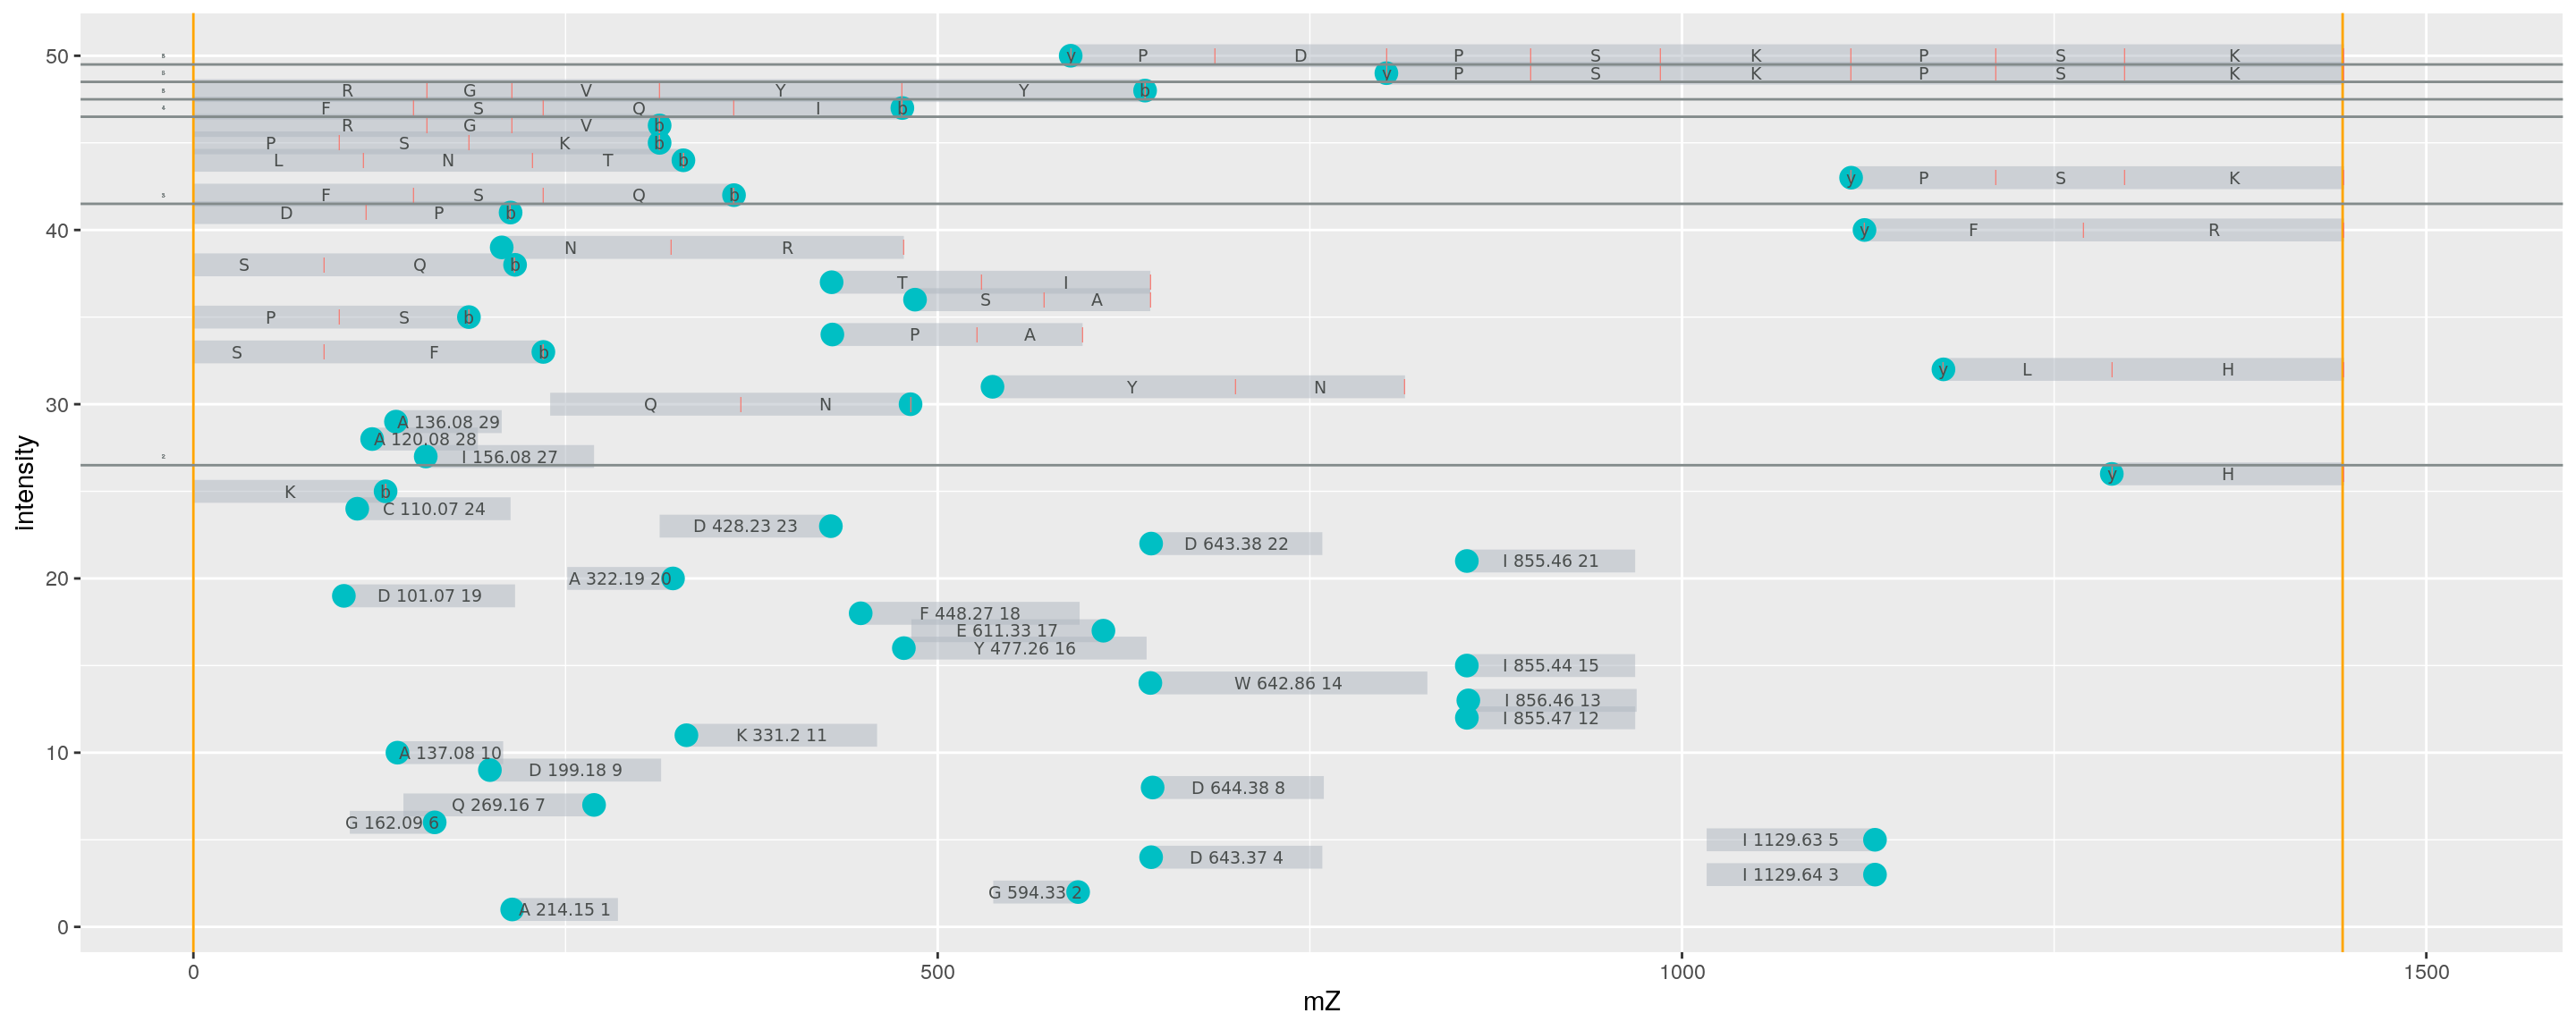 50
y P D P S K P S K
y P S K P S K
R G V Y Y b
F S Q I b
R G V b
P S K b
L N T b
y P S K
F S Q b
D P b
40
y F R
N R
S Q b
T I
S A
P S b
P A
S F b
y L H
Y N
30
Q N
A 136.08 29
A 120.08 28
I 156.08 27
y H
K b
C 110.07 24
D 428.23 23
D 643.38 22
I 855.46 21
20
A 322.19 20
D 101.07 19
F 448.27 18
E 611.33 17
Y 477.26 16
I 855.44 15
W 642.86 14
I 856.46 13
I 855.47 12
K 331.2 11
10
A 137.08 10
D 199.18 9
D 644.38 8
Q 269.16 7
G 162.09 6
I 1129.63 5
D 643.37 4
I 1129.64 3
G 594.33 2
A 214.15 1
0
intensity
0 500 1000 1500
mZ